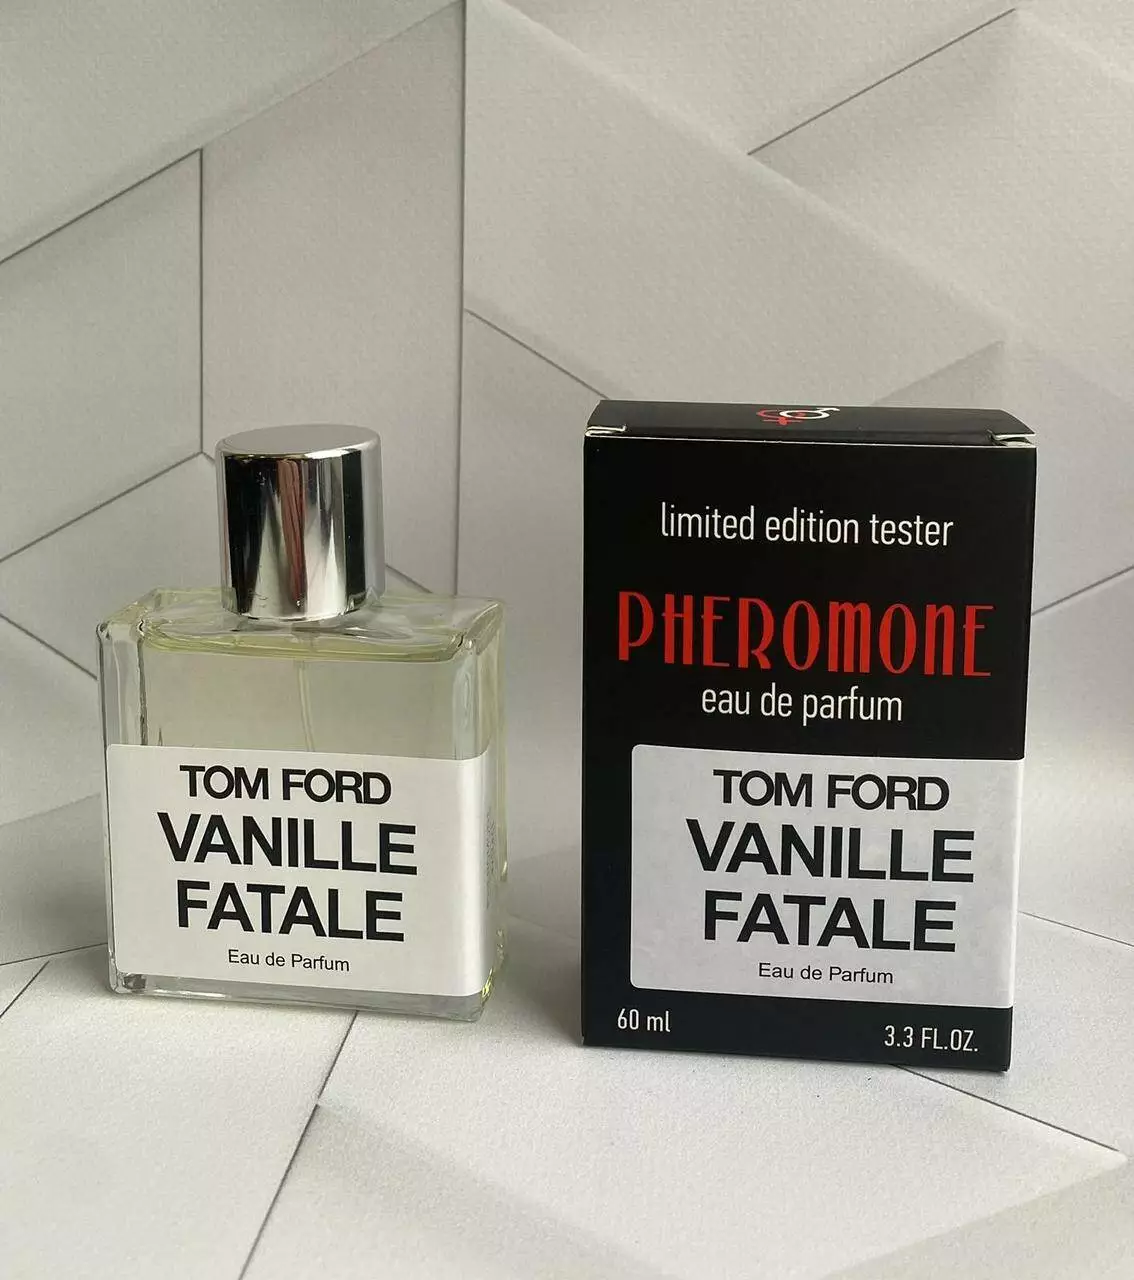 TOM FORD
VANILLE
FATALE
Eau de Parfum
limited edition tester
PHEROMONE
eau de parfum
TOM FORD
VANILLE
FATALE
Eau de Parfum
60 ml
3.3 FL.OZ.